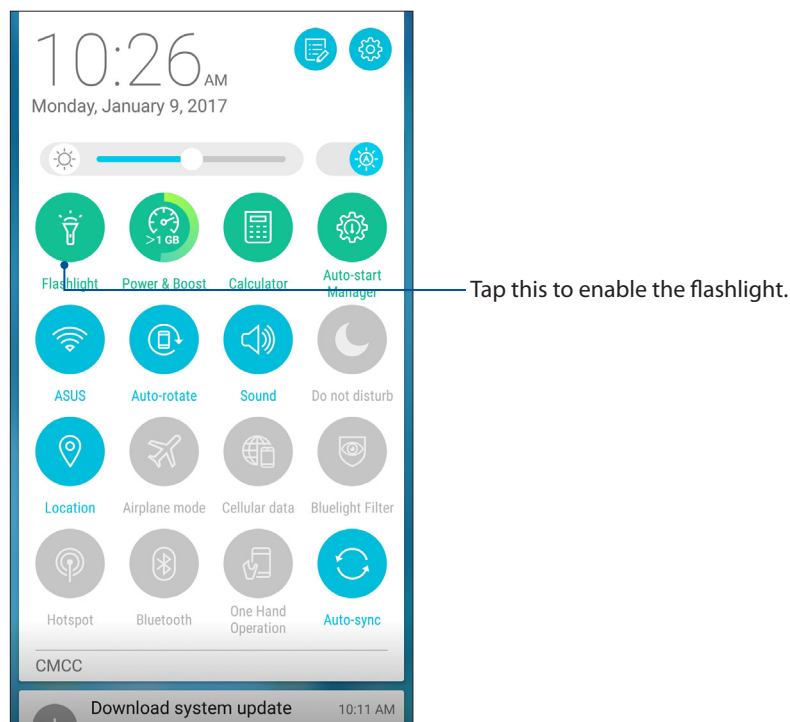 10:26 AM
Monday, January 9, 2017
A
>1 GB
Flashlight
Power & Boost
Calculator
Auto-start
Manager
Tap this to enable the flashlight.
ASUS
Auto-rotate
Sound
Do not disturb
Location
Airplane mode
Cellular data
Bluelight Filter
Hotspot
Bluetooth
One Hand
Operation
Auto-sync
CMCC
Download system update
10:11 AM